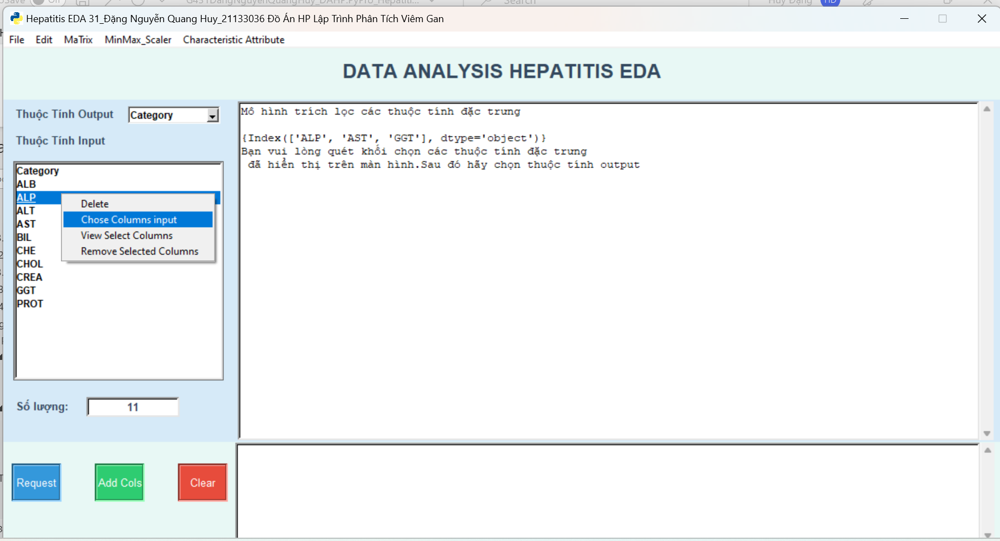 Search
Huy Đặng
HD
Hepatitis EDA 31_Đặng Nguyễn Quang Huy_21133036 Đồ Án HP Lập Trình Phân Tích Viêm Gan
File Edit MaTrix MinMax_Scaler Characteristic Attribute
DATA ANALYSIS HEPATITIS EDA
Thuộc Tính Output
Category
Thuộc Tính Input
Category
ALB
ALP
ALT
AST
BIL
CHE
CHOL
CREA
GGT
PROT
Delete
Chose Columns input
View Select Columns
Remove Selected Columns
Số lượng:
11
Request
Add Cols
Clear
Mô hình trích lọc các thuộc tính đặc trưng
{Index(['ALP', 'AST', 'GGT'], dtype='object')}
Bạn vui lòng quét khối chọn các thuộc tính đặc trưng
đã hiển thị trên màn hình.Sau đó hãy chọn thuộc tính output